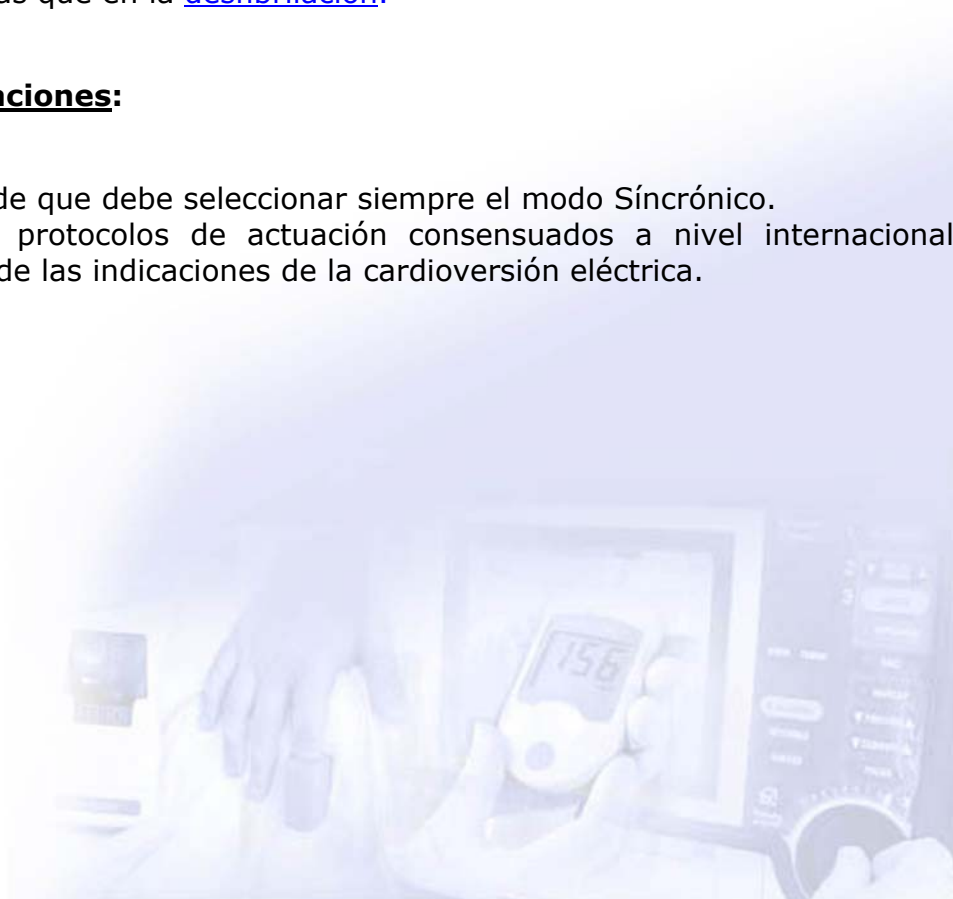 as que en la desfibrilación.
aciones:
de que debe seleccionar siempre el modo Síncrónico.
protocolos de actuación consensuados a nivel internacional
de las indicaciones de la cardioversión eléctrica.
156